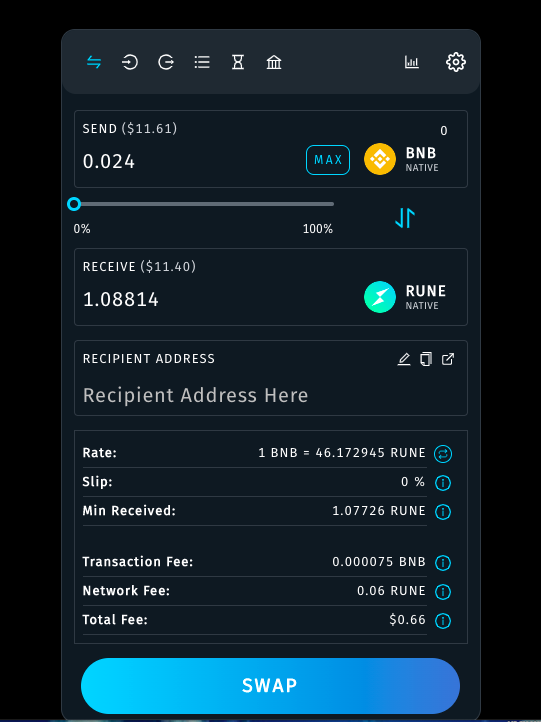 SEND ($11.61)
0
0.024
MAX
BNB
NATIVE
0%
100%
RECEIVE ($11.40)
1.08814
RUNE
NATIVE
RECIPIENT ADDRESS
Recipient Address Here
Rate: 1 BNB = 46.172945 RUNE
Slip: 0 %
Min Received: 1.07726 RUNE
Transaction Fee: 0.000075 BNB
Network Fee: 0.06 RUNE
Total Fee: $0.66
SWAP